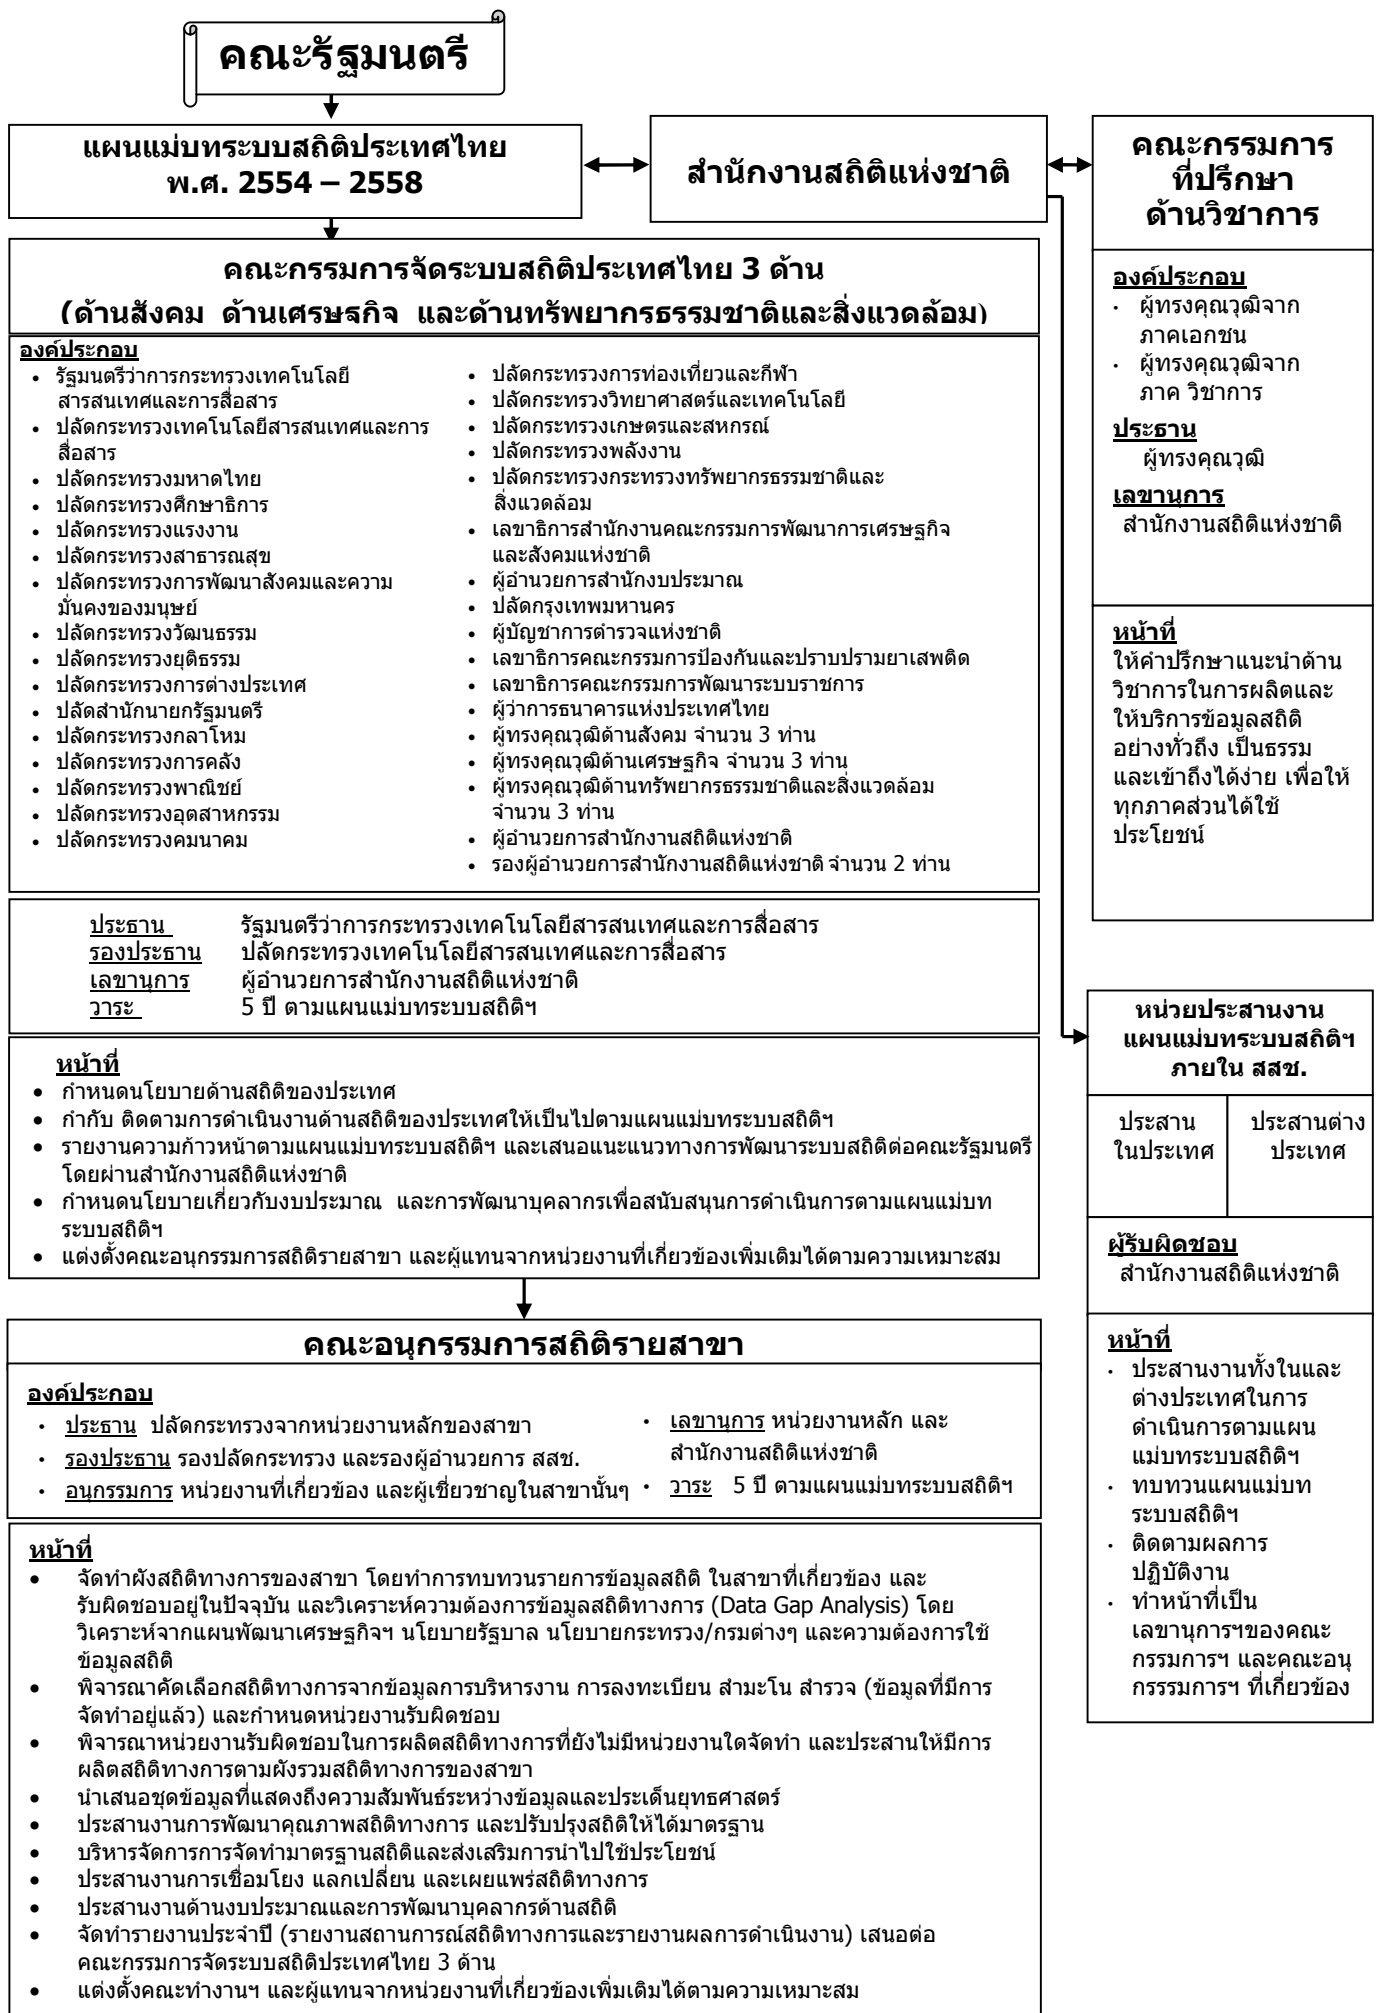 คณะรัฐมนตรี
แผนแม่บทระบบสถิติประเทศไทย
พ.ศ. 2554 – 2558
สำนักงานสถิติแห่งชาติ
คณะกรรมการ
ที่ปรึกษา
ด้านวิชาการ
องค์ประกอบ
· ผู้ทรงคุณวุฒิจาก
ภาคเอกชน
· ผู้ทรงคุณวุฒิจาก
ภาค วิชาการ
ประธาน
ผู้ทรงคุณวุฒิ
เลขานุการ
สำนักงานสถิติแห่งชาติ
หน้าที่
ให้คำปรึกษาแนะนำด้าน
วิชาการในการผลิตและ
ให้บริการข้อมูลสถิติ
อย่างทั่วถึง เป็นธรรม
และเข้าถึงได้ง่าย เพื่อให้
ทุกภาคส่วนได้ใช้
ประโยชน์
คณะกรรมการจัดระบบสถิติประเทศไทย 3 ด้าน
(ด้านสังคม ด้านเศรษฐกิจ และด้านทรัพยากรธรรมชาติและสิ่งแวดล้อม)
องค์ประกอบ
• รัฐมนตรีว่าการกระทรวงเทคโนโลยี
สารสนเทศและการสื่อสาร
• ปลัดกระทรวงเทคโนโลยีสารสนเทศและการ
สื่อสาร
• ปลัดกระทรวงมหาดไทย
• ปลัดกระทรวงศึกษาธิการ
• ปลัดกระทรวงแรงงาน
• ปลัดกระทรวงสาธารณสุข
• ปลัดกระทรวงการพัฒนาสังคมและความ
มั่นคงของมนุษย์
• ปลัดกระทรวงวัฒนธรรม
• ปลัดกระทรวงยุติธรรม
• ปลัดกระทรวงการต่างประเทศ
• ปลัดสำนักนายกรัฐมนตรี
• ปลัดกระทรวงกลาโหม
• ปลัดกระทรวงการคลัง
• ปลัดกระทรวงพาณิชย์
• ปลัดกระทรวงอุตสาหกรรม
• ปลัดกระทรวงคมนาคม
• ปลัดกระทรวงการท่องเที่ยวและกีฬา
• ปลัดกระทรวงวิทยาศาสตร์และเทคโนโลยี
• ปลัดกระทรวงเกษตรและสหกรณ์
• ปลัดกระทรวงพลังงาน
• ปลัดกระทรวงกระทรวงทรัพยากรธรรมชาติและ
สิ่งแวดล้อม
• เลขาธิการสำนักงานคณะกรรมการพัฒนาการเศรษฐกิจ
และสังคมแห่งชาติ
• ผู้อำนวยการสำนักงบประมาณ
• ปลัดกรุงเทพมหานคร
• ผู้บัญชาการตำรวจแห่งชาติ
• เลขาธิการคณะกรรมการป้องกันและปราบปรามยาเสพติด
• เลขาธิการคณะกรรมการพัฒนาระบบราชการ
• ผู้ว่าการธนาคารแห่งประเทศไทย
• ผู้ทรงคุณวุฒิด้านสังคม จำนวน 3 ท่าน
• ผู้ทรงคุณวุฒิด้านเศรษฐกิจ จำนวน 3 ท่าน
• ผู้ทรงคุณวุฒิด้านทรัพยากรธรรมชาติและสิ่งแวดล้อม
จำนวน 3 ท่าน
• ผู้อำนวยการสำนักงานสถิติแห่งชาติ
• รองผู้อำนวยการสำนักงานสถิติแห่งชาติ จำนวน 2 ท่าน
ประธาน รัฐมนตรีว่าการกระทรวงเทคโนโลยีสารสนเทศและการสื่อสาร
รองประธาน ปลัดกระทรวงเทคโนโลยีสารสนเทศและการสื่อสาร
เลขานุการ ผู้อำนวยการสำนักงานสถิติแห่งชาติ
วาระ 5 ปี ตามแผนแม่บทระบบสถิติฯ
หน้าที่
• กำหนดนโยบายด้านสถิติของประเทศ
• กำกับ ติดตามการดำเนินงานด้านสถิติของประเทศให้เป็นไปตามแผนแม่บทระบบสถิติฯ
• รายงานความก้าวหน้าตามแผนแม่บทระบบสถิติฯ และเสนอแนะแนวทางการพัฒนาระบบสถิติต่อคณะรัฐมนตรี
โดยผ่านสำนักงานสถิติแห่งชาติ
• กำหนดนโยบายเกี่ยวกับงบประมาณ และการพัฒนาบุคลากรเพื่อสนับสนุนการดำเนินการตามแผนแม่บท
ระบบสถิติฯ
• แต่งตั้งคณะอนุกรรมการสถิติรายสาขา และผู้แทนจากหน่วยงานที่เกี่ยวข้องเพิ่มเติมได้ตามความเหมาะสม
หน่วยประสานงาน
แผนแม่บทระบบสถิติฯ
ภายใน สสช.
ประสาน
ในประเทศ
ประสานต่าง
ประเทศ
ผู้รับผิดชอบ
สำนักงานสถิติแห่งชาติ
หน้าที่
· ประสานงานทั้งในและ
ต่างประเทศในการ
ดำเนินการตามแผน
แม่บทระบบสถิติฯ
· ทบทวนแผนแม่บท
ระบบสถิติฯ
· ติดตามผลการ
ปฏิบัติงาน
· ทำหน้าที่เป็น
เลขานุการฯของคณะ
กรรมการฯ และคณะอนุ
กรรรมการฯ ที่เกี่ยวข้อง
คณะอนุกรรมการสถิติรายสาขา
องค์ประกอบ
· ประธาน ปลัดกระทรวงจากหน่วยงานหลักของสาขา
· รองประธาน รองปลัดกระทรวง และรองผู้อำนวยการ สสช.
· อนุกรรมการ หน่วยงานที่เกี่ยวข้อง และผู้เชี่ยวชาญในสาขานั้นๆ
· เลขานุการ หน่วยงานหลัก และ
สำนักงานสถิติแห่งชาติ
· วาระ 5 ปี ตามแผนแม่บทระบบสถิติฯ
หน้าที่
• จัดทำผังสถิติทางการของสาขา โดยทำการทบทวนรายการข้อมูลสถิติ ในสาขาที่เกี่ยวข้อง และ
รับผิดชอบอยู่ในปัจจุบัน และวิเคราะห์ความต้องการข้อมูลสถิติทางการ (Data Gap Analysis) โดย
วิเคราะห์จากแผนพัฒนาเศรษฐกิจฯ นโยบายรัฐบาล นโยบายกระทรวง/กรมต่างๆ และความต้องการใช้
ข้อมูลสถิติ
• พิจารณาคัดเลือกสถิติทางการจากข้อมูลการบริหารงาน การลงทะเบียน สำมะโน สำรวจ (ข้อมูลที่มีการ
จัดทำอยู่แล้ว) และกำหนดหน่วยงานรับผิดชอบ
• พิจารณาหน่วยงานรับผิดชอบในการผลิตสถิติทางการที่ยังไม่มีหน่วยงานใดจัดทำ และประสานให้มีการ
ผลิตสถิติทางการตามผังรวมสถิติทางการของสาขา
• นำเสนอชุดข้อมูลที่แสดงถึงความสัมพันธ์ระหว่างข้อมูลและประเด็นยุทธศาสตร์
• ประสานงานการพัฒนาคุณภาพสถิติทางการ และปรับปรุงสถิติให้ได้มาตรฐาน
• บริหารจัดการการจัดทำมาตรฐานสถิติและส่งเสริมการนำไปใช้ประโยชน์
• ประสานงานการเชื่อมโยง แลกเปลี่ยน และเผยแพร่สถิติทางการ
• ประสานงานด้านงบประมาณและการพัฒนาบุคลากรด้านสถิติ
• จัดทำรายงานประจำปี (รายงานสถานการณ์สถิติทางการและรายงานผลการดำเนินงาน) เสนอต่อ
คณะกรรมการจัดระบบสถิติประเทศไทย 3 ด้าน
• แต่งตั้งคณะทำงานฯ และผู้แทนจากหน่วยงานที่เกี่ยวข้องเพิ่มเติมได้ตามความเหมาะสม